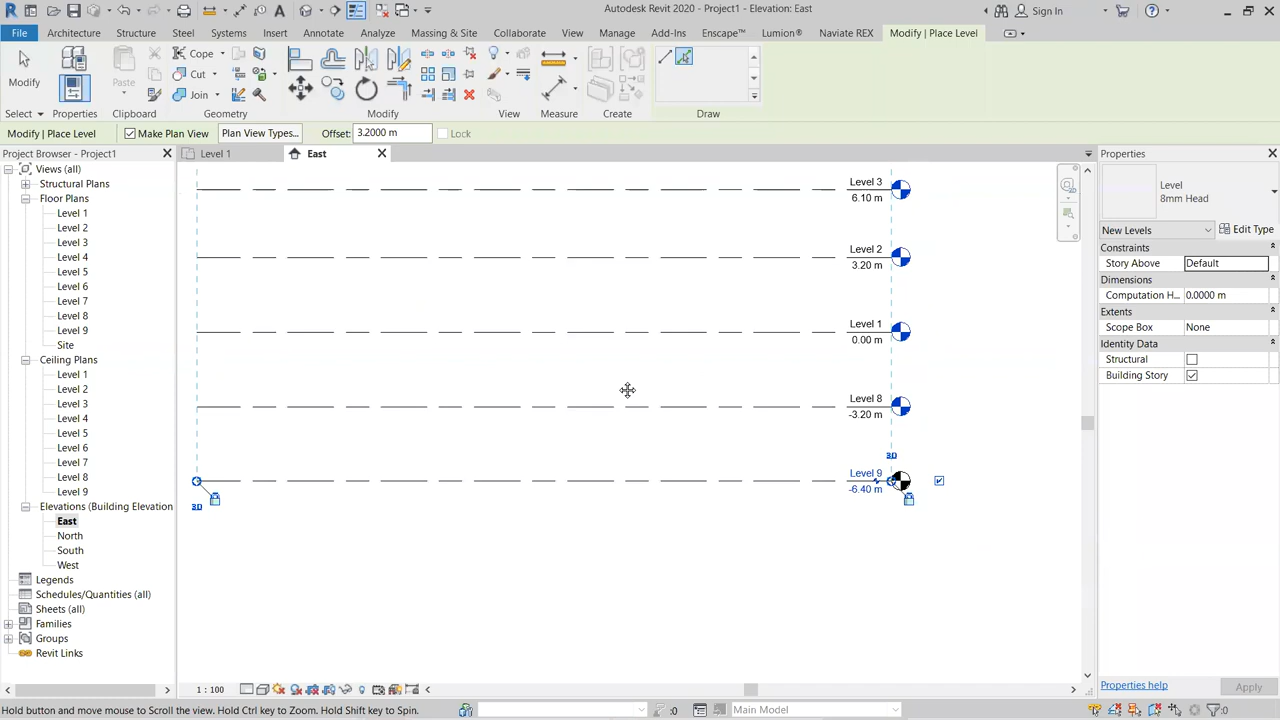 Autodesk Revit 2020 - Project1 - Elevation: East
Sign In
File Architecture Structure Steel Systems Insert Annotate Analyze Massing & Site Collaborate View Manage Add-Ins Enscape™ Lumion® Naviate REX Modify | Place Level
Modify
Paste
Cope
Cut
Join
Select Properties Clipboard Geometry Modify View Measure Create Draw
Modify | Place Level
Make Plan View
Plan View Types...
Offset: 3.2000 m
Lock
Project Browser - Project1
Views (all)
Structural Plans
Floor Plans
Level 1
Level 2
Level 3
Level 4
Level 5
Level 6
Level 7
Level 8
Level 9
Site
Ceiling Plans
Level 1
Level 2
Level 3
Level 4
Level 5
Level 6
Level 7
Level 8
Level 9
Elevations (Building Elevation
East
North
South
West
Legends
Schedules/Quantities (all)
Sheets (all)
Families
Groups
Revit Links
Level 1
East
Level 3
6.10 m
Level 2
3.20 m
Level 1
0.00 m
Level 8
-3.20 m
3D
Level 9
-6.40 m
3D
Properties
Level
8mm Head
New Levels
Edit Type
Constraints
Story Above Default
Dimensions
Computation H... 0.0000 m
Extents
Scope Box None
Identity Data
Structural
Building Story
Properties help
Apply
1 : 100
Hold button and move mouse to Scroll the view. Hold Ctrl key to Zoom. Hold Shift key to Spin.
:0
Main Model
:0